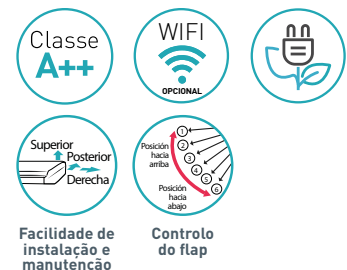 Classe
A++
WIFI
OPCIONAL
Superior
Posterior
Derecha
Posición
hacia
arriba
1
2
3
4
5
6
Posición
hacia
abajo
Facilidade de
instalação e
manutenção
Controlo
do flap